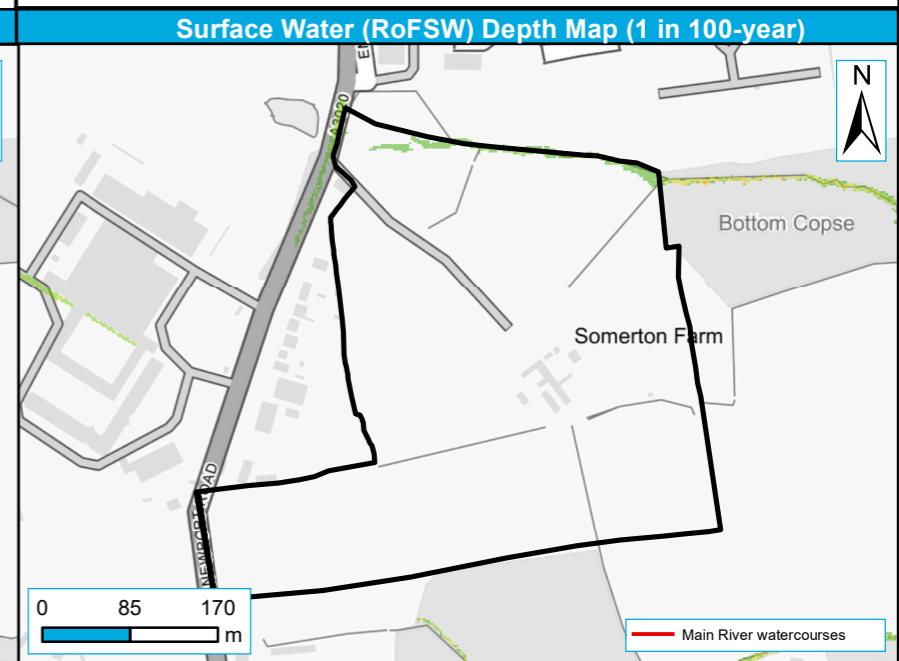 Surface Water (RoFSW) Depth Map (1 in 100-year)
EN
N
A3020
Bottom Copse
Somerton Farm
NEWPORT ROAD
0 85 170
m
Main River watercourses